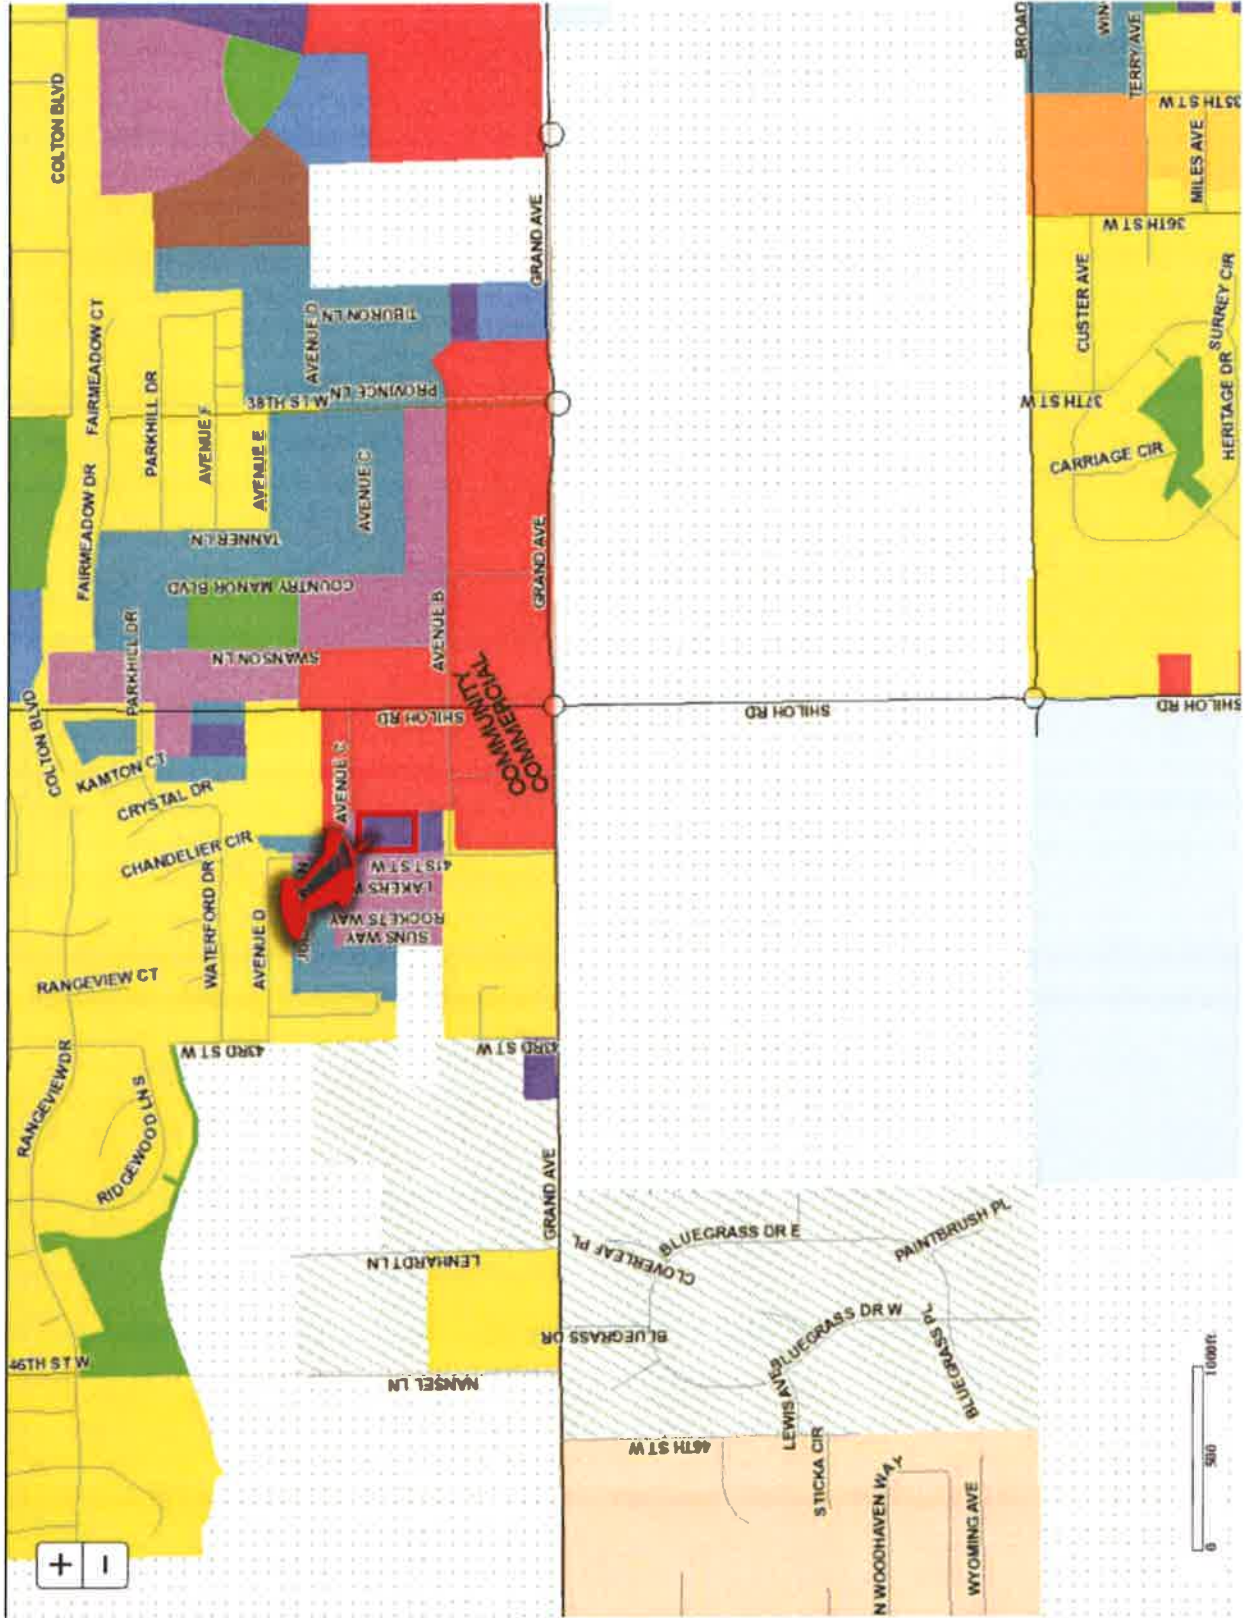 COLTON BLVD
FAIRMEADOW CT
FAIRMEADOW DR
PARKHILL DR
AVENUE F
AVENUE E
AVENUE D
TIBURON LN
38TH ST W
PROVINCE LN
GRAND AVE
AVENUE C
TANNER LN
COUNTRY MANOR BLVD
GRAND AVE
AVENUE B
PARKHILL DR
SWANSON LN
COLTON BLVD
SHILOH RD
COMMUNITY
COMMERCIAL
KAMTON CT
CRYSTAL DR
CHANDELIER CIR
AVENUE C
WATERFORD DR
AVENUE D
41ST ST W
LAKERS
ROCKETS WAY
SUNS WAY
RANGEVIEW CT
43RD ST W
43RD ST W
RANGEVIEW DR
RIDGEWOOD LN S
GRAND AVE
LENHARDT LN
NANSEL LN
46TH ST W
+
−
SHILOH RD
BROAD
WIN
TERRY AVE
35TH ST W
MILES AVE
36TH ST W
CUSTER AVE
SURREY CIR
HERITAGE DR
37TH ST W
CARRIAGE CIR
SHILOH RD
CLOVERLEAF PL
BLUEGRASS DR E
PAINTBRUSH PL
BLUEGRASS DR
BLUEGRASS DR W
BLUEGRASS PL
LEWIS AVE
46TH ST W
STICKA CIR
N WOODHAVEN WAY
WYOMING AVE
0 500 1000ft